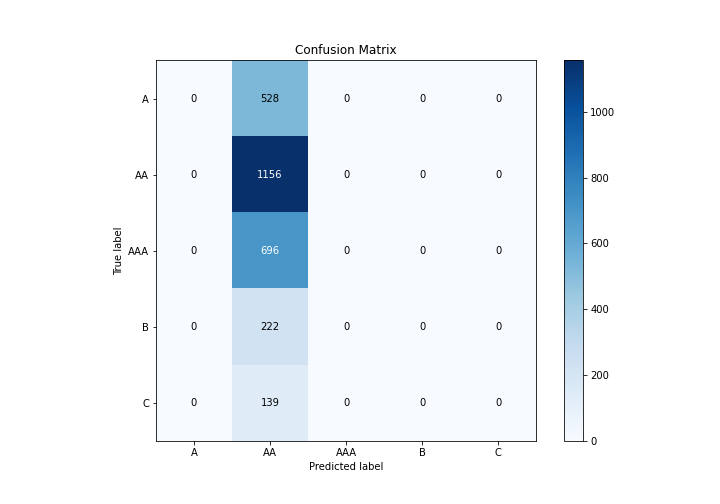 Confusion Matrix
A 0 528 0 0 0
AA 0 1156 0 0 0
AAA 0 696 0 0 0
B 0 222 0 0 0
C 0 139 0 0 0
A AA AAA B C
Predicted label
True label
1000
800
600
400
200
0